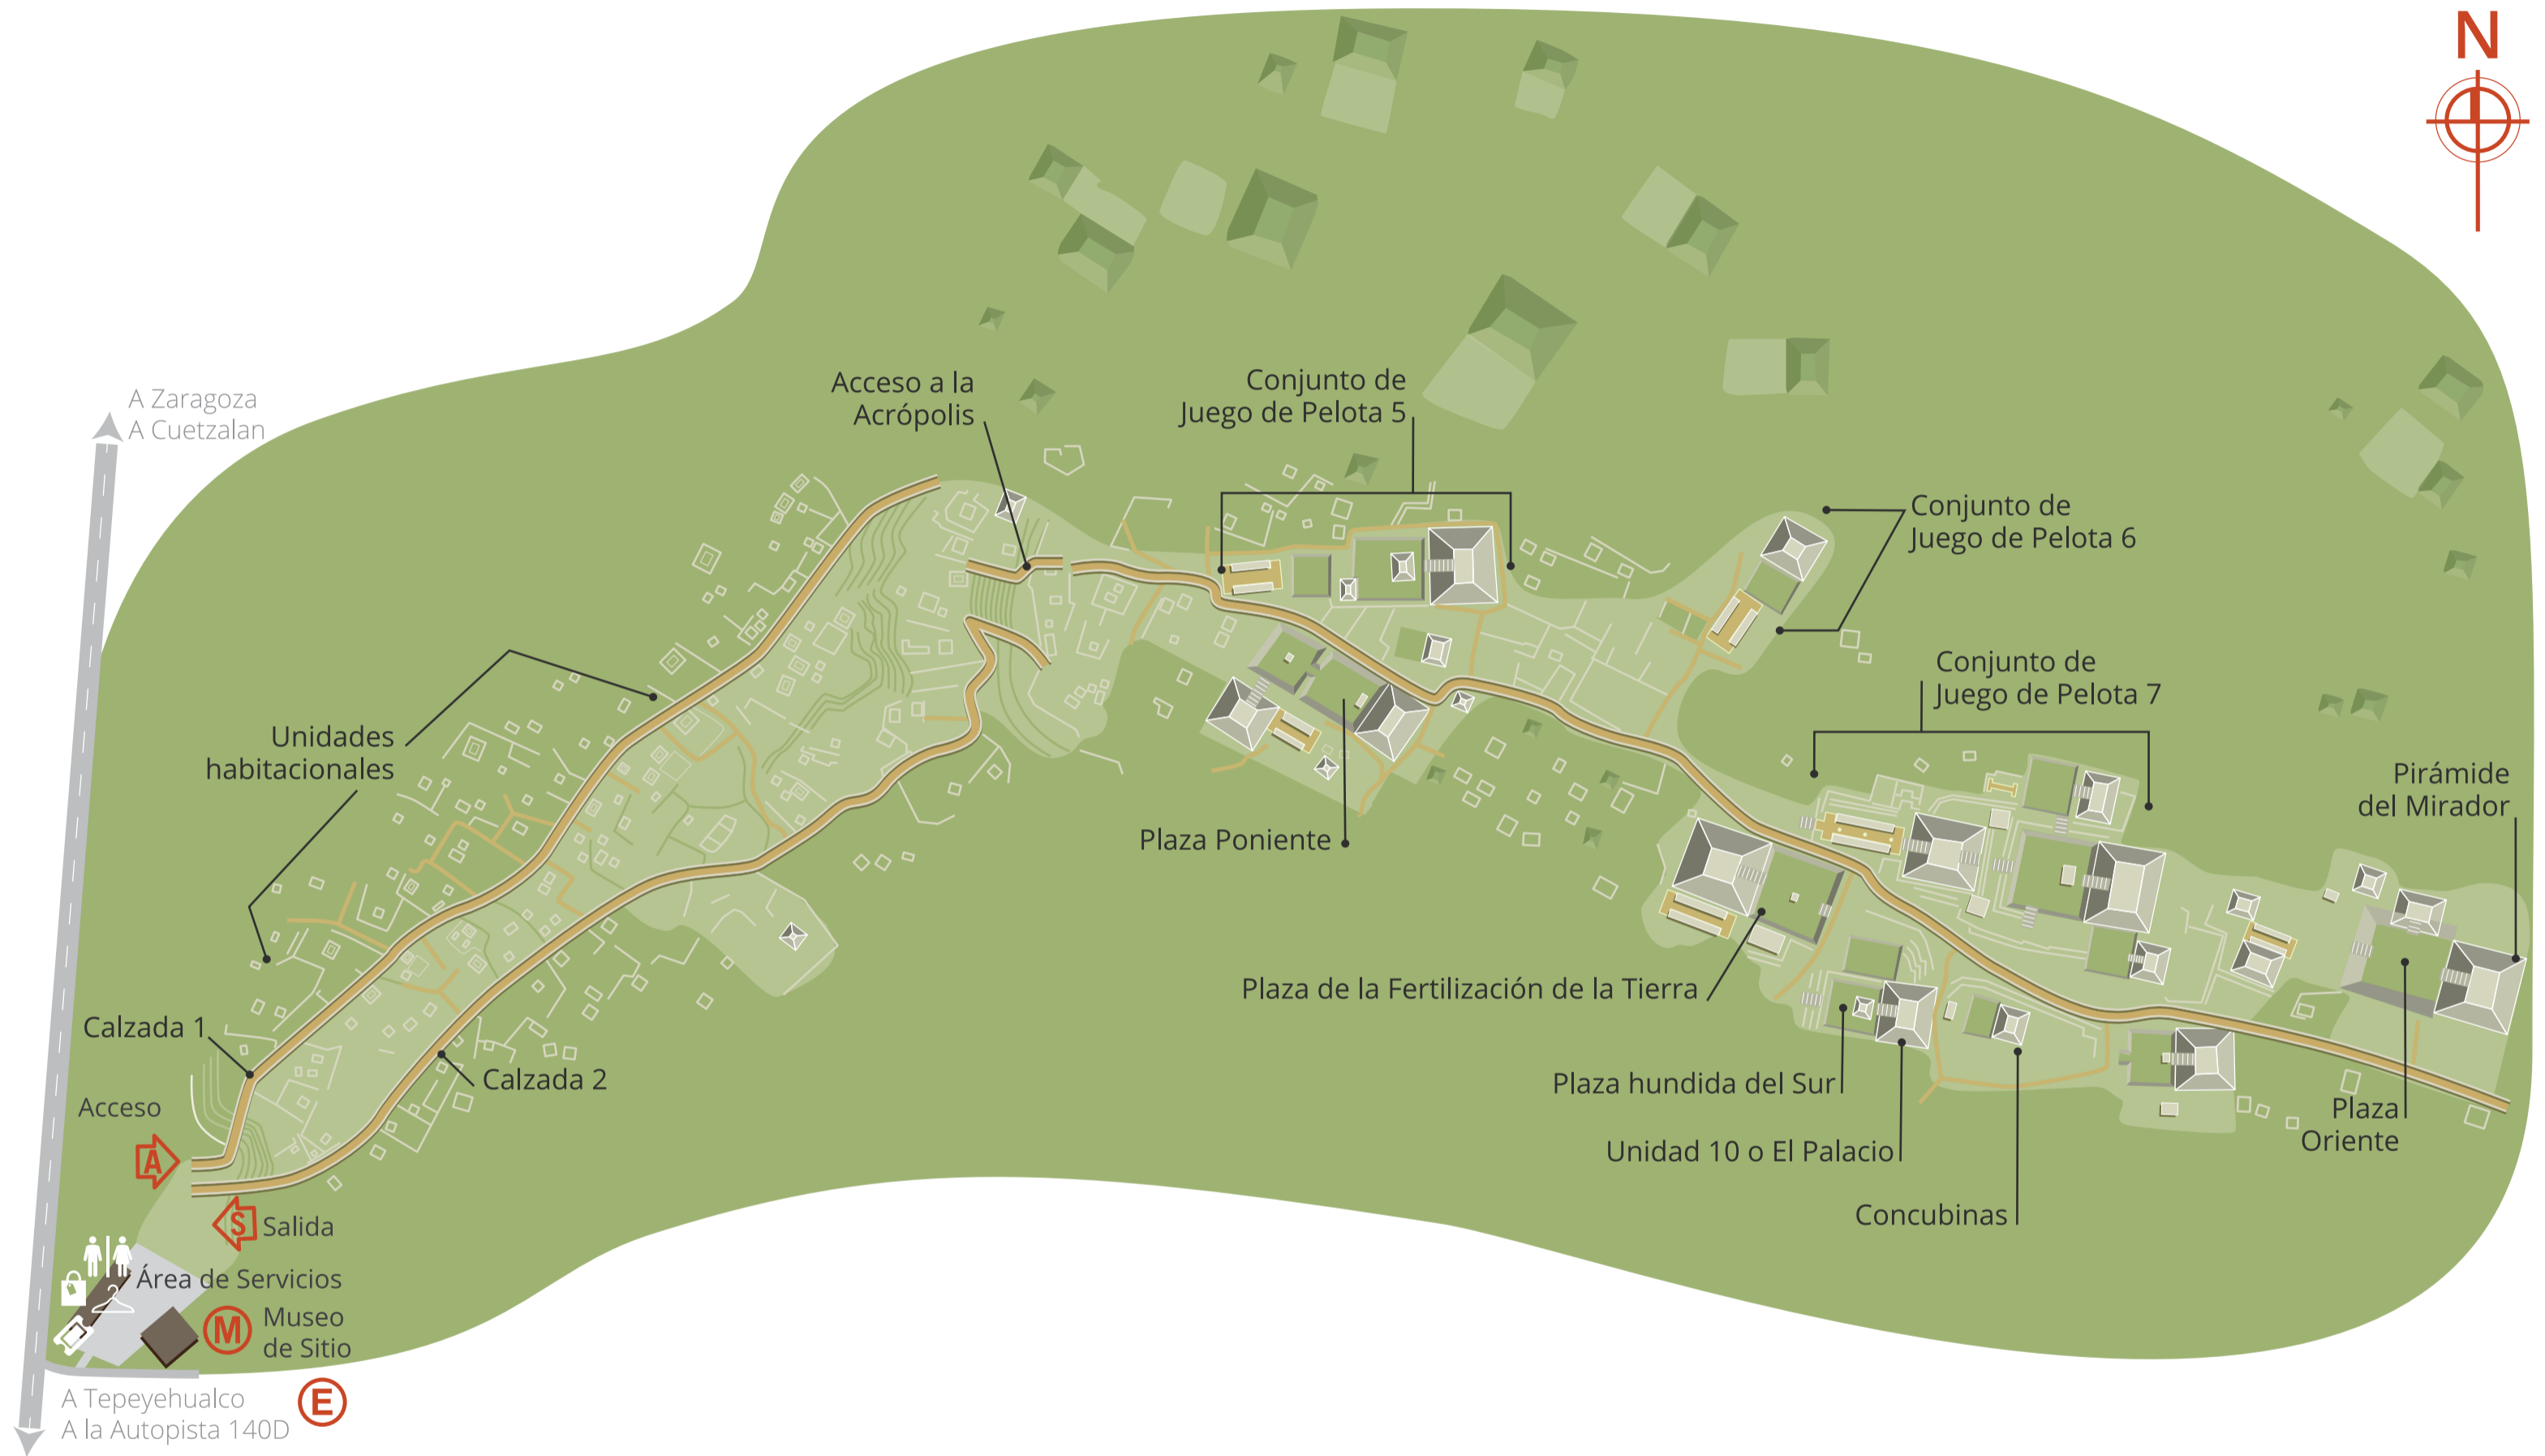 N
A Zaragoza
A Cuetzalan
Acceso a la
Acrópolis
Conjunto de
Juego de Pelota 5
Conjunto de
Juego de Pelota 6
Conjunto de
Juego de Pelota 7
Unidades
habitacionales
Pirámide
del Mirador
Plaza Poniente
Plaza de la Fertilización de la Tierra
Calzada 1
Calzada 2
Plaza hundida del Sur
Acceso
A
Plaza
Oriente
Unidad 10 o El Palacio
Concubinas
S
Salida
Área de Servicios
M
Museo
de Sitio
A Tepeyehualco
A la Autopista 140D
E